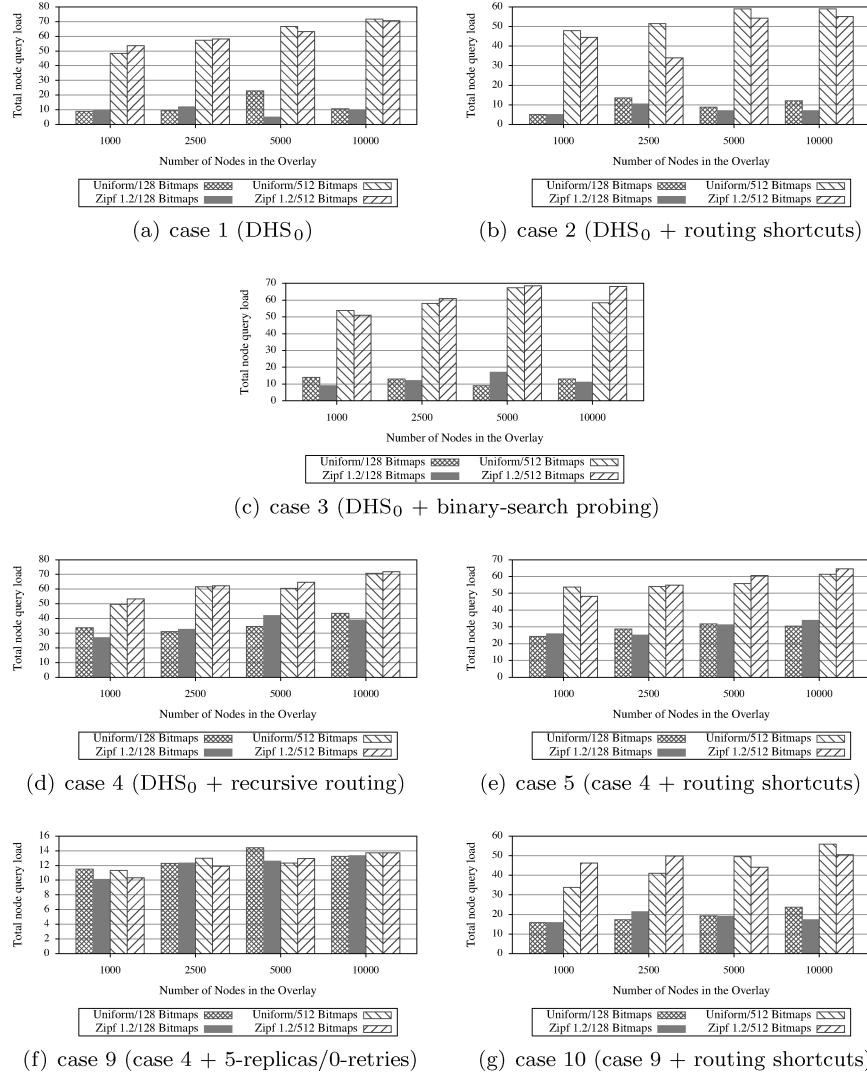 80
70
60
50
40
30
20
10
0
Total node query load
1000 2500 5000 10000
Number of Nodes in the Overlay
Uniform/128 Bitmaps Uniform/512 Bitmaps
Zipf 1.2/128 Bitmaps Zipf 1.2/512 Bitmaps
(a) case 1 (DHS₀)
60
50
40
30
20
10
0
Total node query load
1000 2500 5000 10000
Number of Nodes in the Overlay
Uniform/128 Bitmaps Uniform/512 Bitmaps
Zipf 1.2/128 Bitmaps Zipf 1.2/512 Bitmaps
(b) case 2 (DHS₀ + routing shortcuts)
70
60
50
40
30
20
10
0
Total node query load
1000 2500 5000 10000
Number of Nodes in the Overlay
Uniform/128 Bitmaps Uniform/512 Bitmaps
Zipf 1.2/128 Bitmaps Zipf 1.2/512 Bitmaps
(c) case 3 (DHS₀ + binary-search probing)
80
70
60
50
40
30
20
10
0
Total node query load
1000 2500 5000 10000
Number of Nodes in the Overlay
Uniform/128 Bitmaps Uniform/512 Bitmaps
Zipf 1.2/128 Bitmaps Zipf 1.2/512 Bitmaps
(d) case 4 (DHS₀ + recursive routing)
70
60
50
40
30
20
10
0
Total node query load
1000 2500 5000 10000
Number of Nodes in the Overlay
Uniform/128 Bitmaps Uniform/512 Bitmaps
Zipf 1.2/128 Bitmaps Zipf 1.2/512 Bitmaps
(e) case 5 (case 4 + routing shortcuts)
16
14
12
10
8
6
4
2
0
Total node query load
1000 2500 5000 10000
Number of Nodes in the Overlay
Uniform/128 Bitmaps Uniform/512 Bitmaps
Zipf 1.2/128 Bitmaps Zipf 1.2/512 Bitmaps
(f) case 9 (case 4 + 5-replicas/0-retries)
60
50
40
30
20
10
0
Total node query load
1000 2500 5000 10000
Number of Nodes in the Overlay
Uniform/128 Bitmaps Uniform/512 Bitmaps
Zipf 1.2/128 Bitmaps Zipf 1.2/512 Bitmaps
(g) case 10 (case 9 + routing shortcuts)